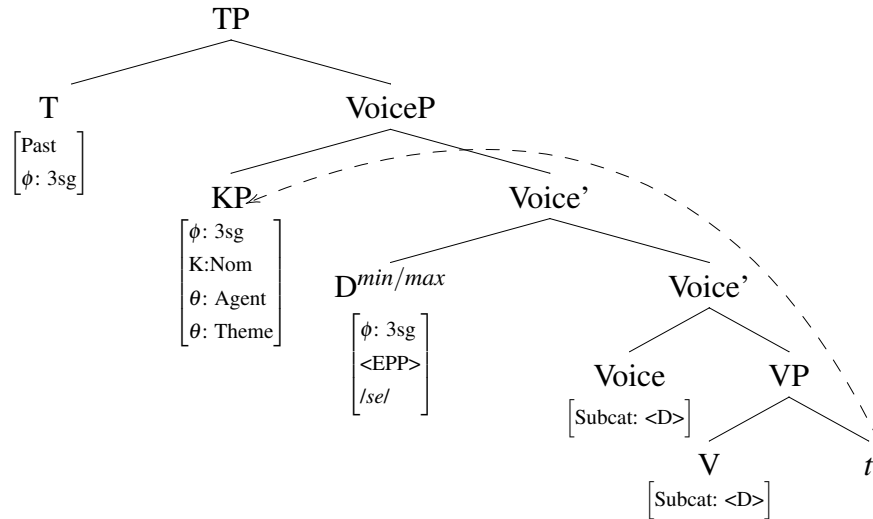 TP
T
VoiceP
Past
ϕ: 3sg
KP
Voice’
ϕ: 3sg
K:Nom
θ: Agent
θ: Theme
D^min/max
Voice’
ϕ: 3sg
<EPP>
/se/
Voice
VP
Subcat: <D>
V
t
Subcat: <D>